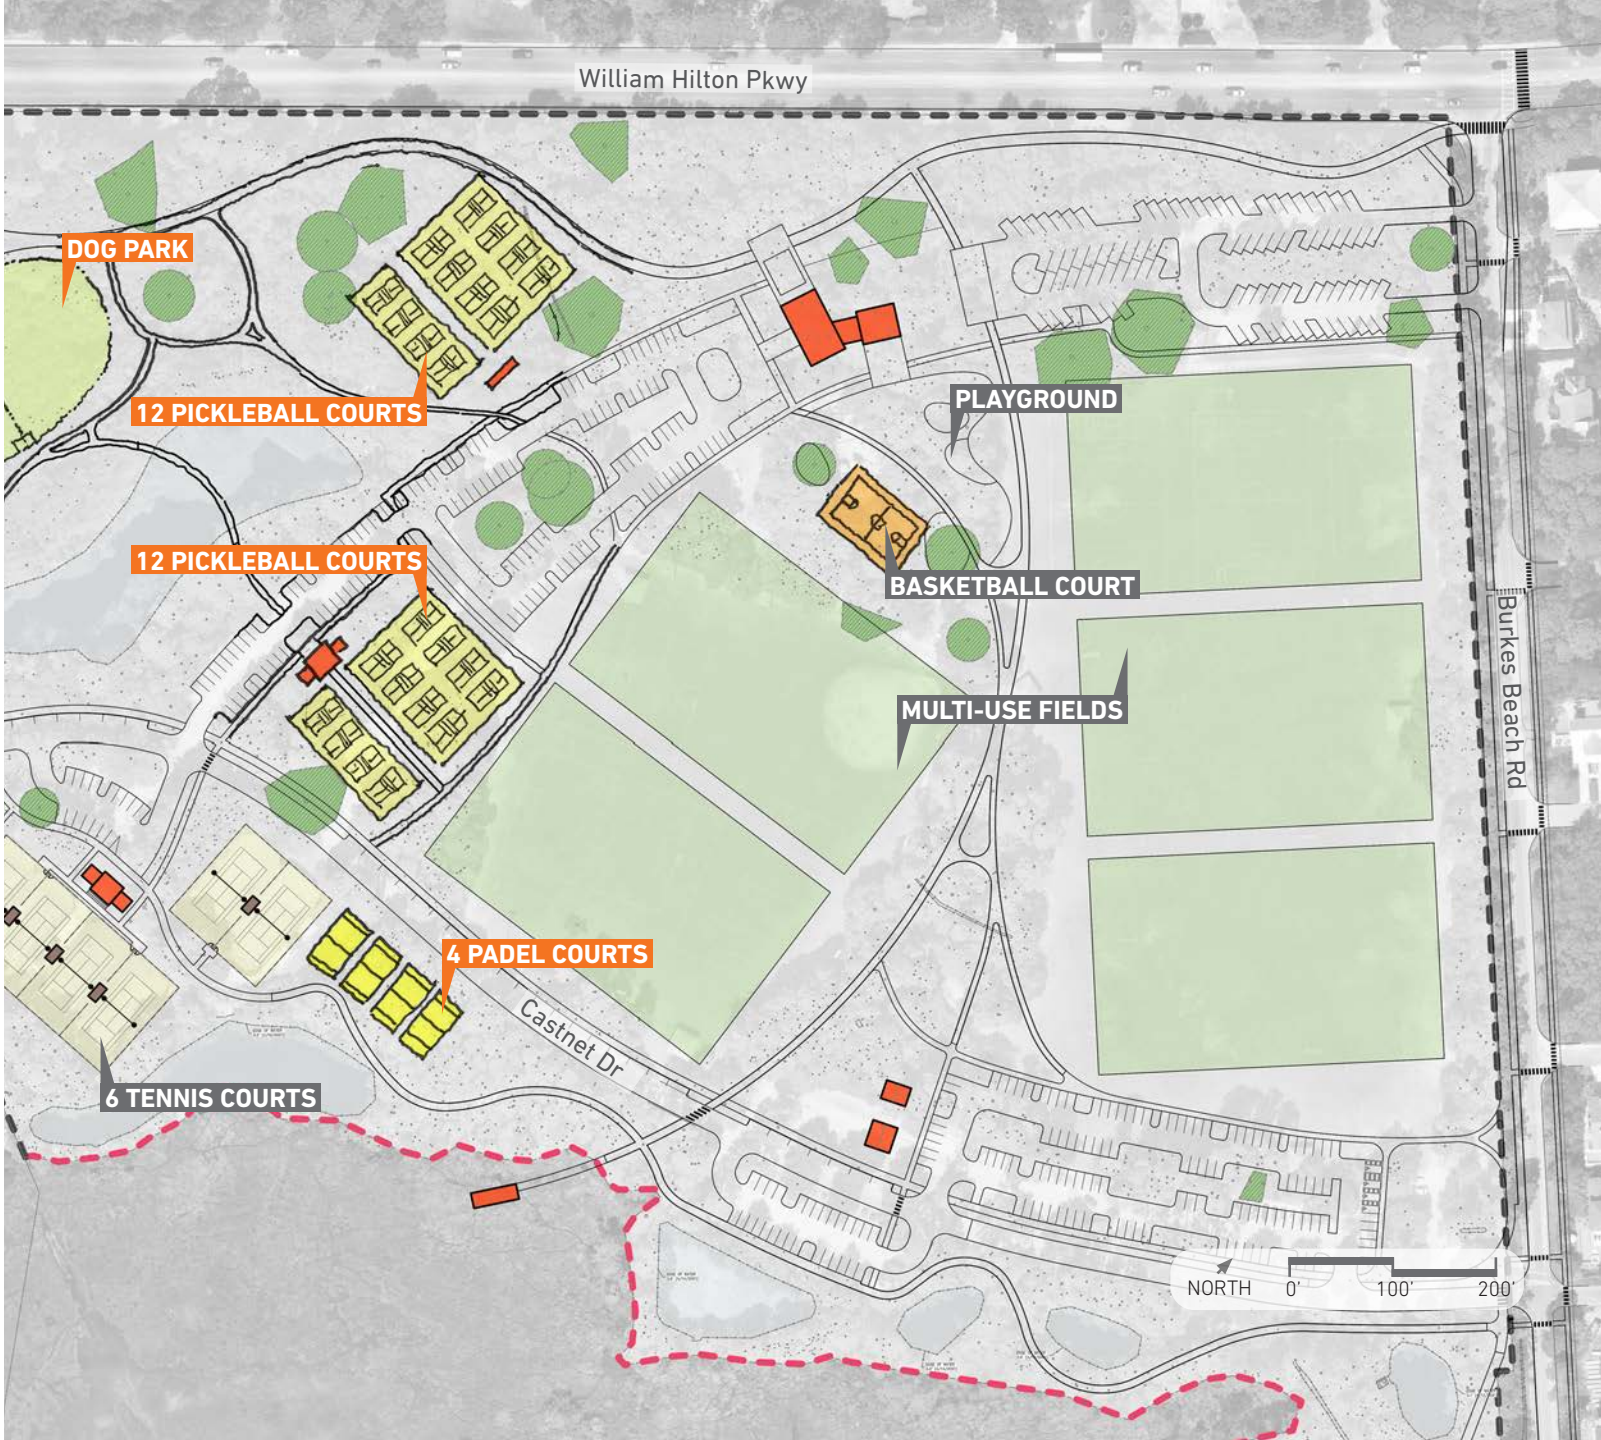 William Hilton Pkwy
DOG PARK
12 PICKLEBALL COURTS
PLAYGROUND
12 PICKLEBALL COURTS
BASKETBALL COURT
MULTI-USE FIELDS
Burkes Beach Rd
4 PADEL COURTS
Castnet Dr
6 TENNIS COURTS
NORTH
0'
100'
200'